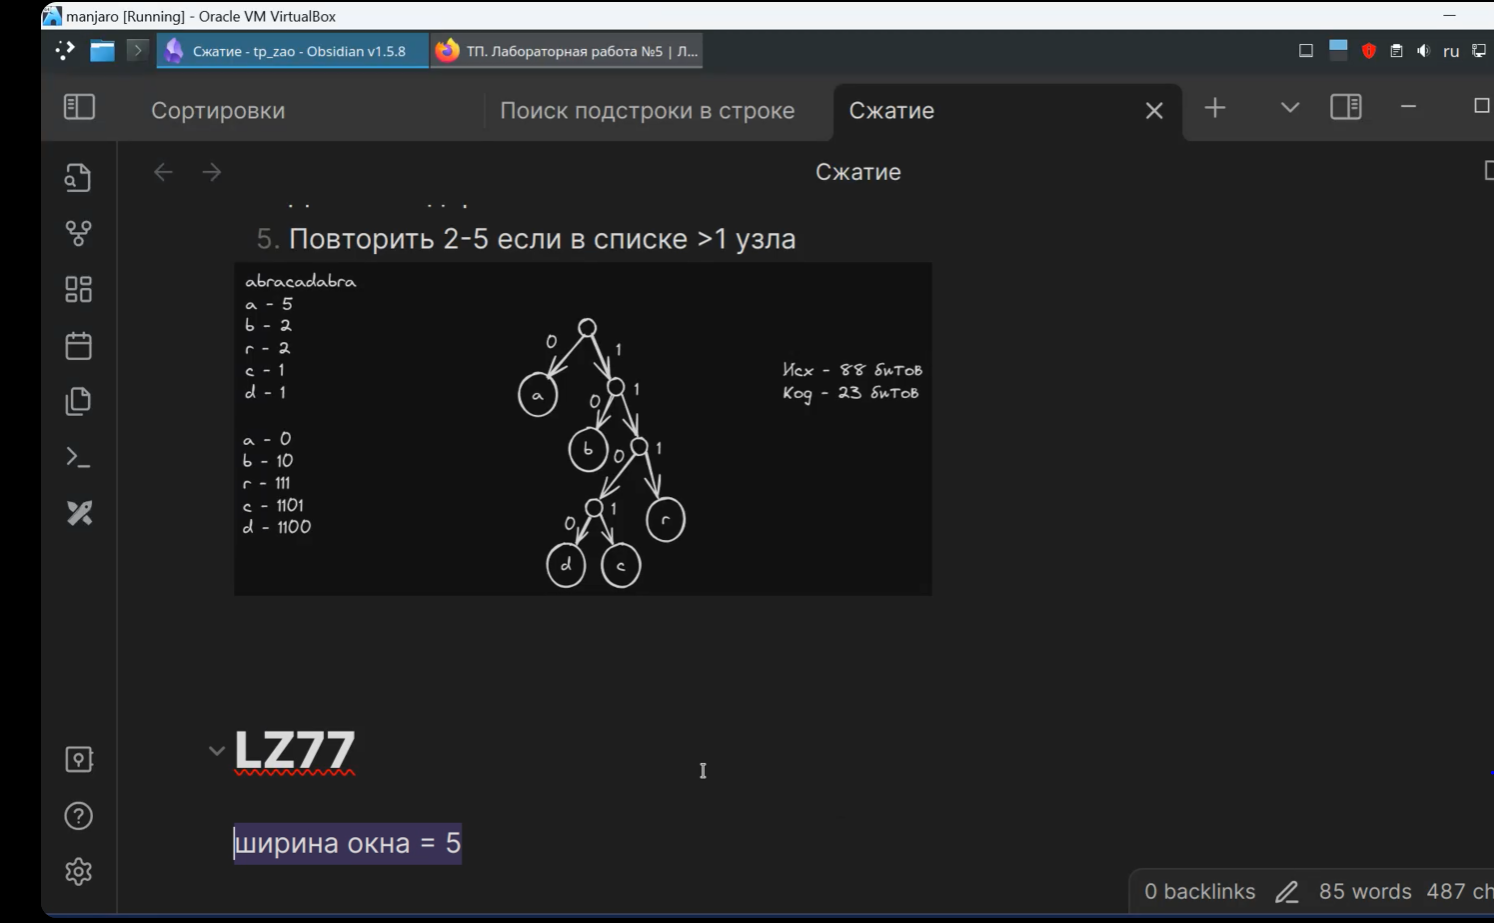 manjaro [Running] - Oracle VM VirtualBox
Сжатие - tp_zao - Obsidian v1.5.8
ТП. Лабораторная работа №5 | Л...
ru
Сортировки
Поиск подстроки в строке
Сжатие
Сжатие
5. Повторить 2-5 если в списке >1 узла
abracadabra
a - 5
b - 2
r - 2
c - 1
d - 1
a - 0
b - 10
r - 111
c - 1101
d - 1100
0
1
a
0
1
b
0
1
r
0
1
d
c
Исх - 88 битов
Код - 23 битов
LZ77
ширина окна = 5
0 backlinks
85 words
487 ch